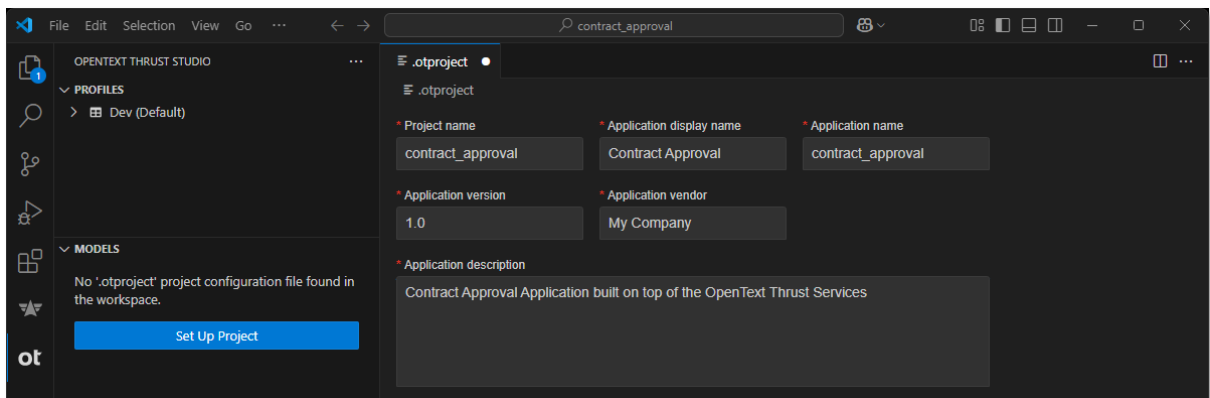 File Edit Selection View Go ··· contract_approval
OPENTEXT THRUST STUDIO ···
PROFILES
Dev (Default)
MODELS
No '.otproject' project configuration file found in
the workspace.
Set Up Project
1
ot
.otproject
.otproject
* Project name * Application display name * Application name
contract_approval Contract Approval contract_approval
* Application version * Application vendor
1.0 My Company
* Application description
Contract Approval Application built on top of the OpenText Thrust Services